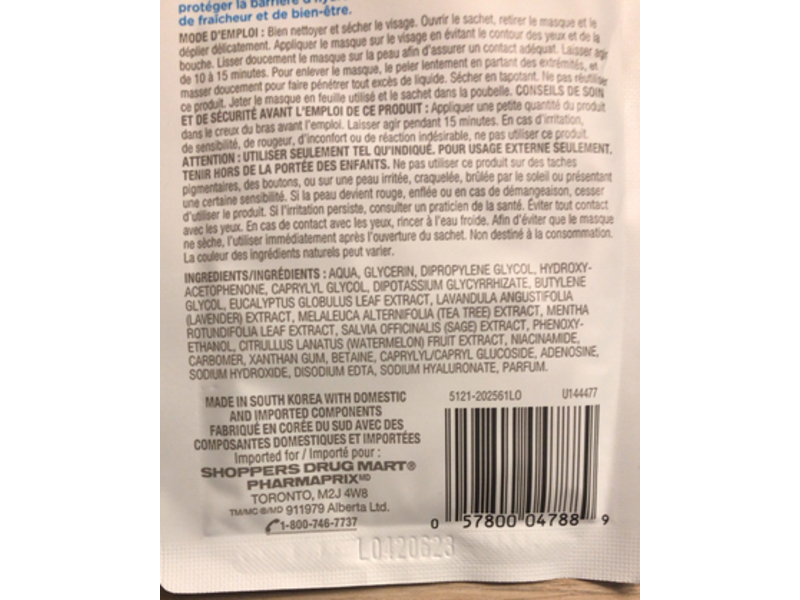 protéger la barrière d'hy
de fraîcheur et de bien-être.
MODE D'EMPLOI : Bien nettoyer et sécher le visage. Ouvrir le sachet, retirer le masque et le
déplier délicatement. Appliquer le masque sur le visage en évitant le contour des yeux et de la
bouche. Lisser doucement le masque sur la peau afin d'assurer un contact adéquat. Laisser agir
de 10 à 15 minutes. Pour enlever le masque, le peler lentement en partant des extrémités, et
masser doucement pour faire pénétrer tout excès de liquide. Sécher en tapotant. Ne pas réutiliser
ce produit. Jeter le masque en feuille utilisé et le sachet dans la poubelle. CONSEILS DE SOIN
ET DE SÉCURITÉ AVANT L'EMPLOI DE CE PRODUIT : Appliquer une petite quantité du produit
dans le creux du bras avant l'emploi. Laisser agir pendant 15 minutes. En cas d'irritation,
de sensibilité, de rougeur, d'inconfort ou de réaction indésirable, ne pas utiliser ce produit.
ATTENTION : UTILISER SEULEMENT TEL QU'INDIQUÉ. POUR USAGE EXTERNE SEULEMENT.
TENIR HORS DE LA PORTÉE DES ENFANTS. Ne pas utiliser ce produit sur des taches
pigmentaires, des boutons, ou sur une peau irritée, craquelée, brûlée par le soleil ou présentant
une certaine sensibilité. Si la peau devient rouge, enflée ou en cas de démangeaison, cesser
d'utiliser le produit. Si l'irritation persiste, consulter un praticien de la santé. Éviter tout contact
avec les yeux. En cas de contact avec les yeux, rincer à l'eau froide. Afin d'éviter que le masque
ne sèche, l'utiliser immédiatement après l'ouverture du sachet. Non destiné à la consommation.
La couleur des ingrédients naturels peut varier.
INGREDIENTS/INGRÉDIENTS : AQUA, GLYCERIN, DIPROPYLENE GLYCOL, HYDROXY-
ACETOPHENONE, CAPRYLYL GLYCOL, DIPOTASSIUM GLYCYRRHIZATE, BUTYLENE
GLYCOL, EUCALYPTUS GLOBULUS LEAF EXTRACT, LAVANDULA ANGUSTIFOLIA
(LAVENDER) EXTRACT, MELALEUCA ALTERNIFOLIA (TEA TREE) EXTRACT, MENTHA
ROTUNDIFOLIA LEAF EXTRACT, SALVIA OFFICINALIS (SAGE) EXTRACT, PHENOXY-
ETHANOL, CITRULLUS LANATUS (WATERMELON) FRUIT EXTRACT, NIACINAMIDE,
CARBOMER, XANTHAN GUM, BETAINE, CAPRYLYL/CAPRYL GLUCOSIDE, ADENOSINE,
SODIUM HYDROXIDE, DISODIUM EDTA, SODIUM HYALURONATE, PARFUM.
MADE IN SOUTH KOREA WITH DOMESTIC
AND IMPORTED COMPONENTS
FABRIQUÉ EN CORÉE DU SUD AVEC DES
COMPOSANTES DOMESTIQUES ET IMPORTÉES
Imported for / Importé pour :
SHOPPERS DRUG MART®
PHARMAPRIX MD
TORONTO, M2J 4W8
TM/MC ®/MD 911979 Alberta Ltd.
1-800-746-7737
5121-202561LO U144477
0 57800 04788 9
L0120623